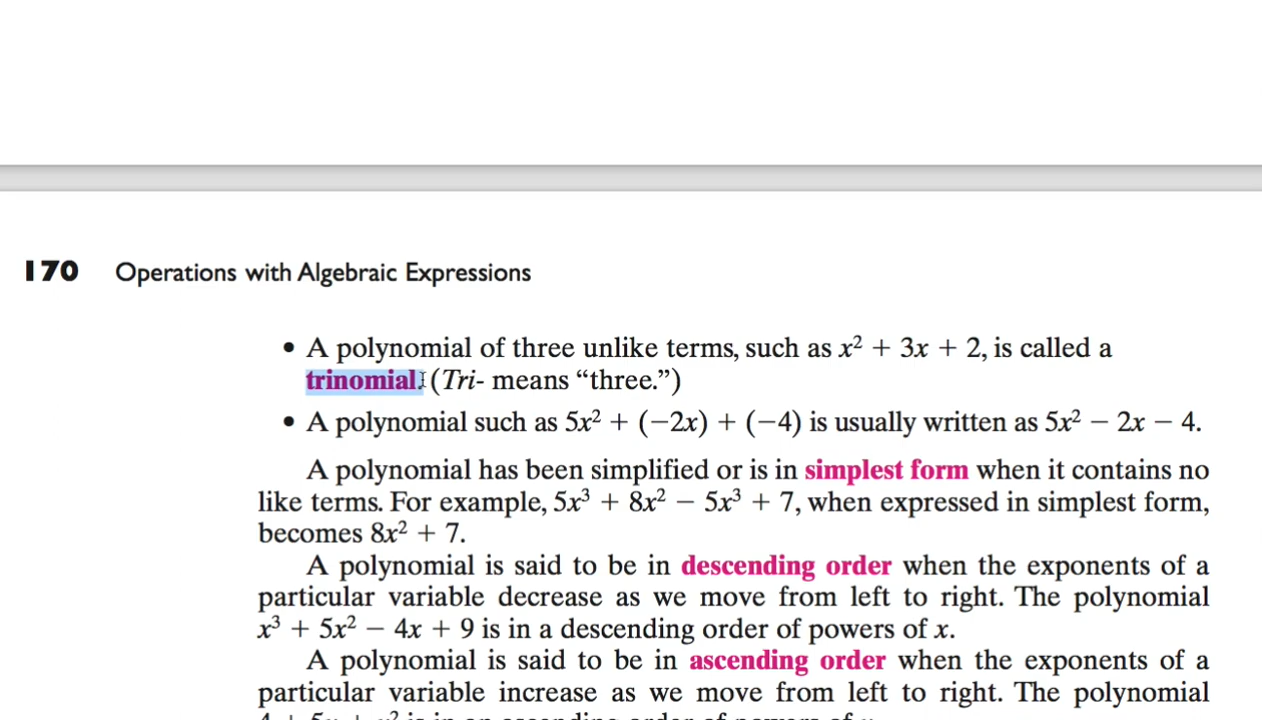 170 Operations with Algebraic Expressions
• A polynomial of three unlike terms, such as x² + 3x + 2, is called a
trinomial. (Tri- means “three.”)
• A polynomial such as 5x² + (−2x) + (−4) is usually written as 5x² − 2x − 4.
A polynomial has been simplified or is in simplest form when it contains no
like terms. For example, 5x³ + 8x² − 5x³ + 7, when expressed in simplest form,
becomes 8x² + 7.
A polynomial is said to be in descending order when the exponents of a
particular variable decrease as we move from left to right. The polynomial
x³ + 5x² − 4x + 9 is in a descending order of powers of x.
A polynomial is said to be in ascending order when the exponents of a
particular variable increase as we move from left to right. The polynomial